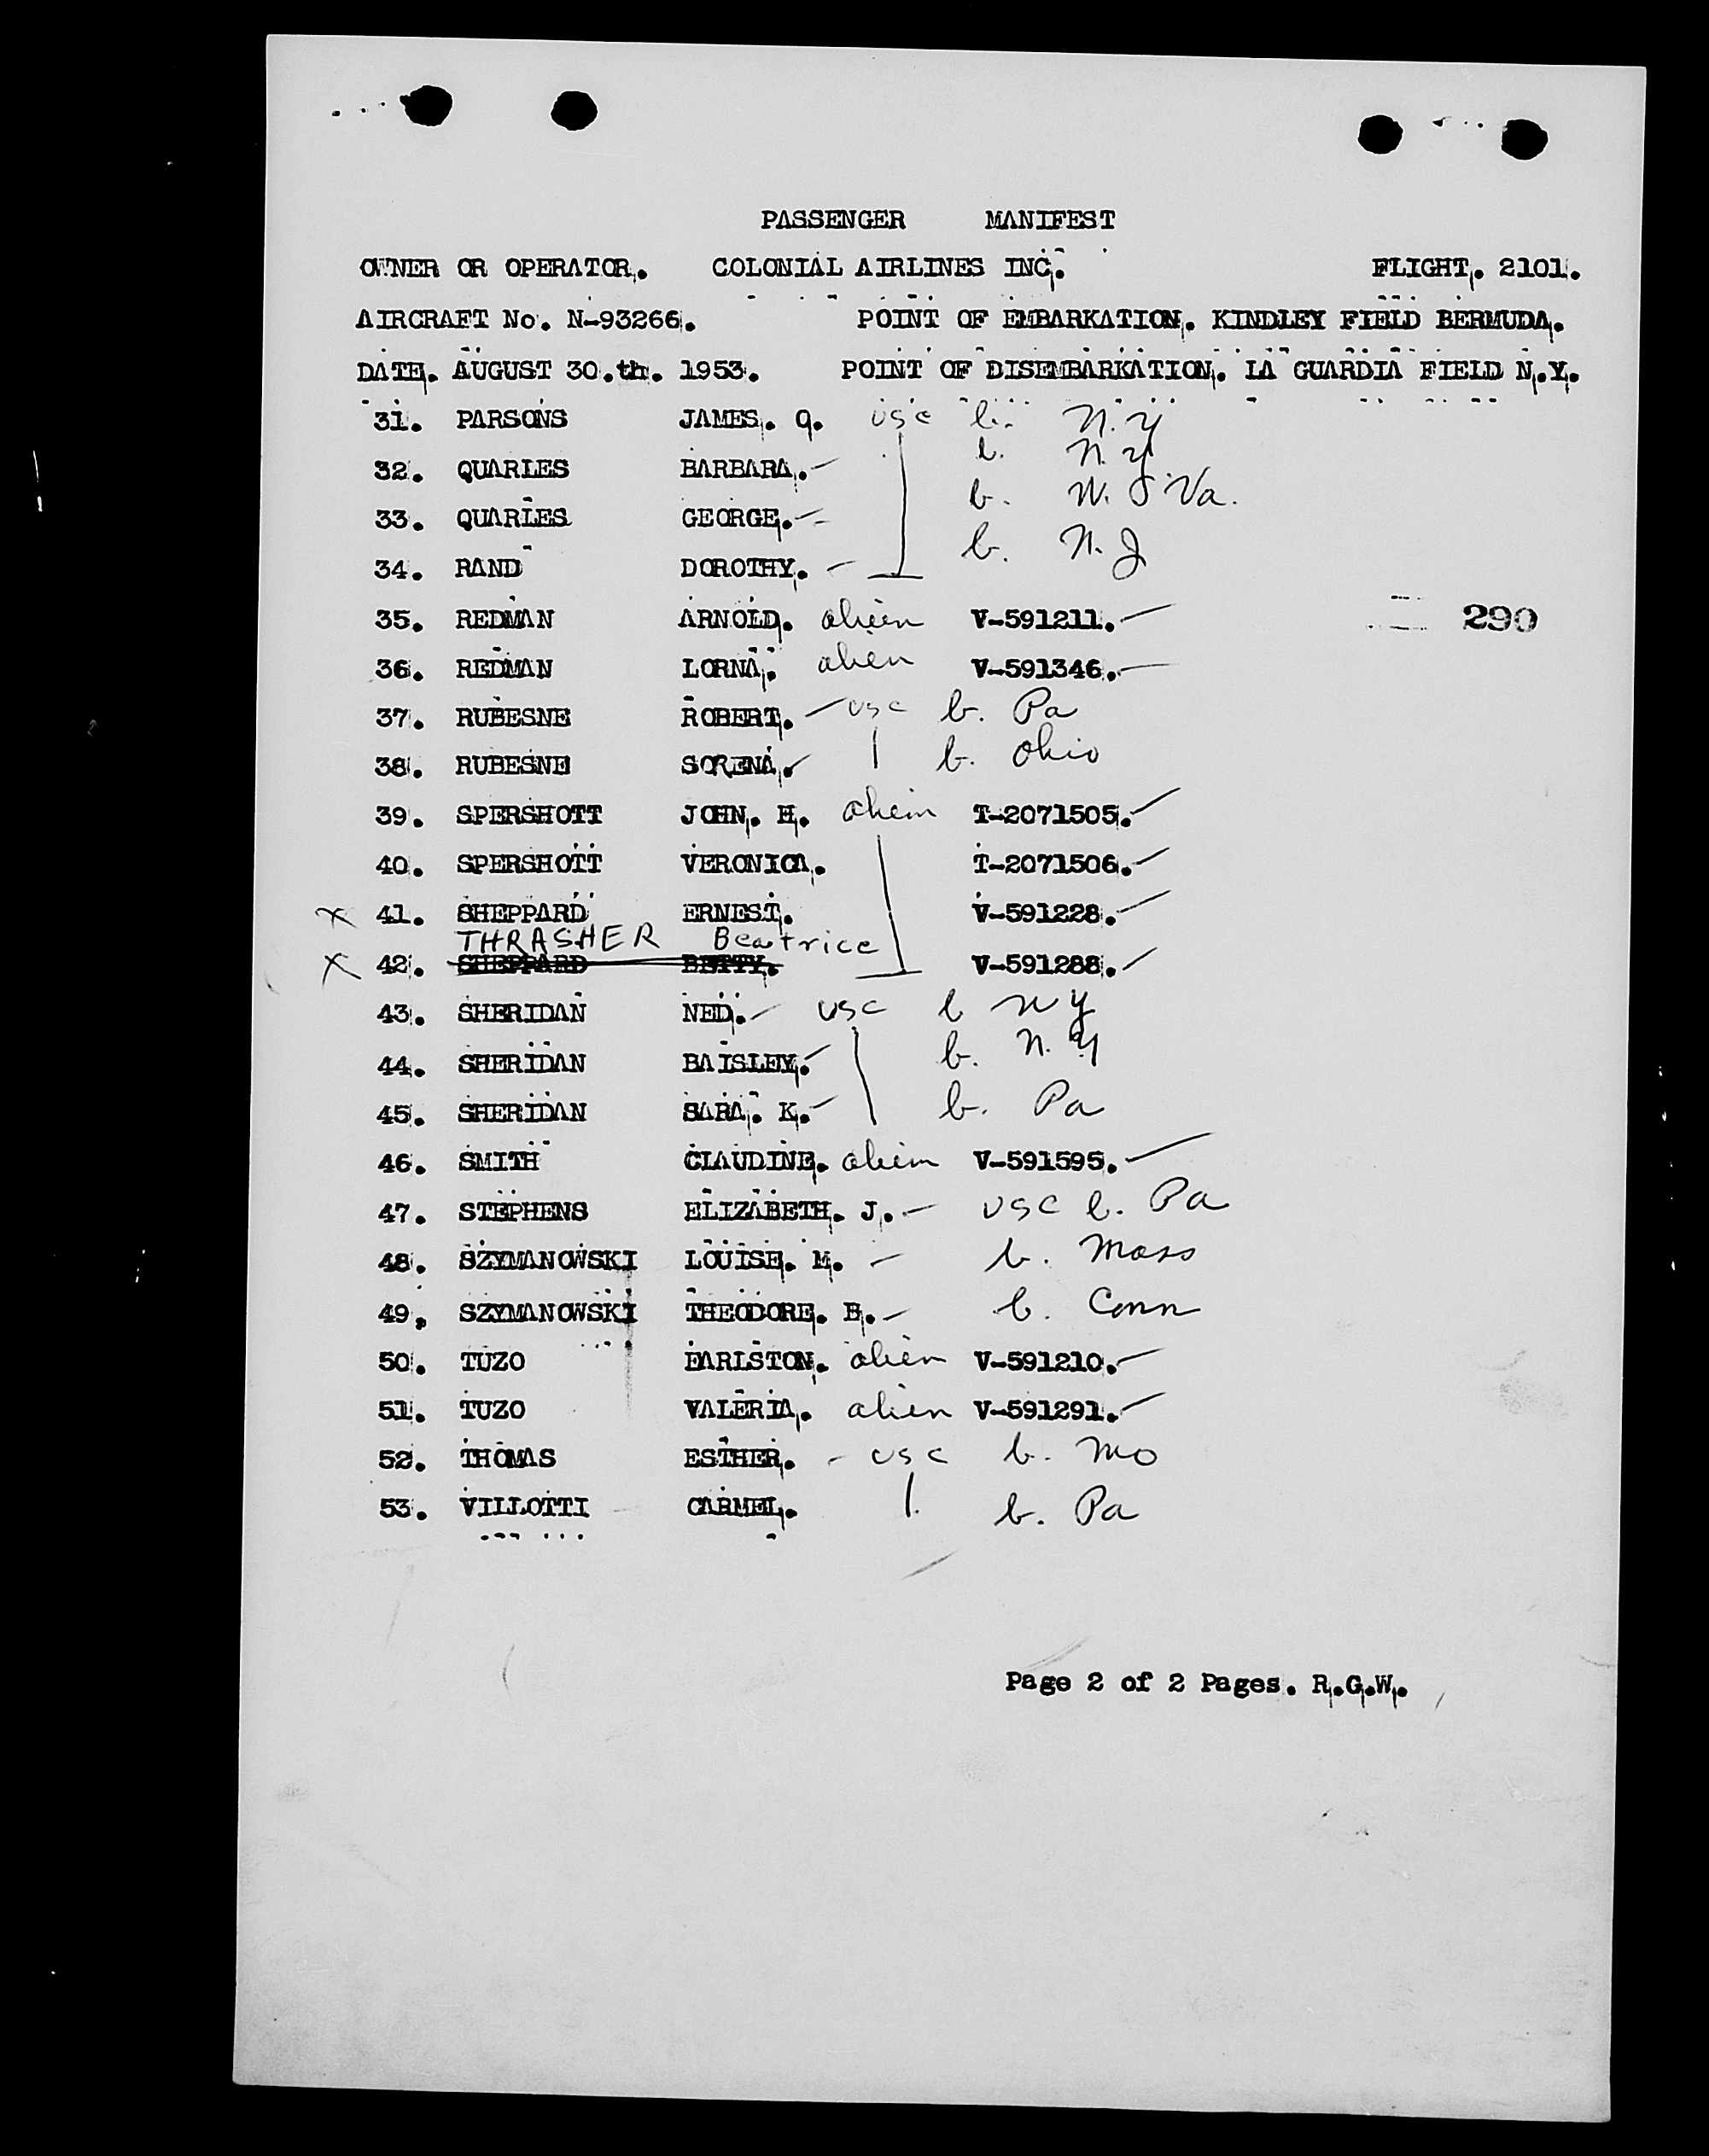 PASSENGER MANIFEST
OWNER OR OPERATOR. COLONIAL AIRLINES INC. FLIGHT. 2101.
AIRCRAFT No. N-93266. POINT OF EMBARKATION. KINDLEY FIELD BERMUDA.
DATE. AUGUST 30.th. 1953. POINT OF DISEMBARKATION. LA GUARDIA FIELD N.Y.
31. PARSONS JAMES. Q. usc b. N.Y
32. QUARLES BARBARA. b. N.Y
33. QUARLES GEORGE. b. W. Va.
34. RAND DOROTHY. b. N.J
35. REDMAN ARNOLD. alien V-591211.
290
36. REDMAN LORNA. alien V-591346.
37. RUBESNE ROBERT. usc b. Pa
38. RUBESNE SORENA. b. Ohio
39. SPERSHOTT JOHN. H. alien T-2071505.
40. SPERSHOTT VERONICA. T-2071506.
X 41. SHEPPARD ERNEST. V-591228.
THRASHER Beatrice
X 42. SHEPPARD BETTY. V-591288.
43. SHERIDAN NED. usc b NY
44. SHERIDAN BAISLEY. b. N.Y
45. SHERIDAN SARA. K. b. Pa
46. SMITH CLAUDINE. alien V-591595.
47. STEPHENS ELIZABETH. J. usc b. Pa
48. SZYMANOWSKI LOUISE. M. b. Mass
49. SZYMANOWSKI THEODORE. B. b. Conn
50. TUZO EARLSTON. alien V-591210.
51. TUZO VALERIA. alien V-591291.
52. THOMAS ESTHER. usc b. Mo
53. VILLOTTI CARMEL. b. Pa
Page 2 of 2 Pages. R.G.W.